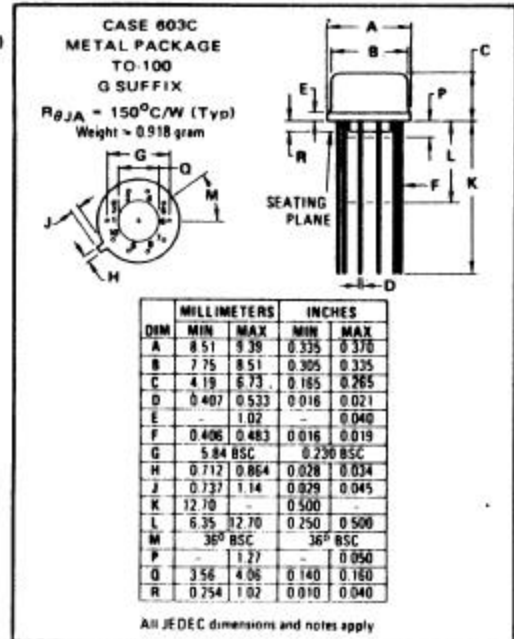 CASE 603C
METAL PACKAGE
TO-100
G SUFFIX
RθJA = 150°C/W (Typ)
Weight ≈ 0.918 gram
A
B
C
E
P
R
L
K
F
SEATING
PLANE
D
G
Q
M
J
H
MILLIMETERS INCHES
DIM MIN MAX MIN MAX
A 8.51 9.39 0.335 0.370
B 7.75 8.51 0.305 0.335
C 4.19 6.73 0.165 0.265
D 0.407 0.533 0.016 0.021
E - 1.02 - 0.040
F 0.406 0.483 0.016 0.019
G 5.84 BSC 0.230 BSC
H 0.712 0.864 0.028 0.034
J 0.737 1.14 0.029 0.045
K 12.70 - 0.500 -
L 6.35 12.70 0.250 0.500
M 36° BSC 36° BSC
P - 1.27 - 0.050
Q 3.56 4.06 0.140 0.160
R 0.254 1.02 0.010 0.040
All JEDEC dimensions and notes apply